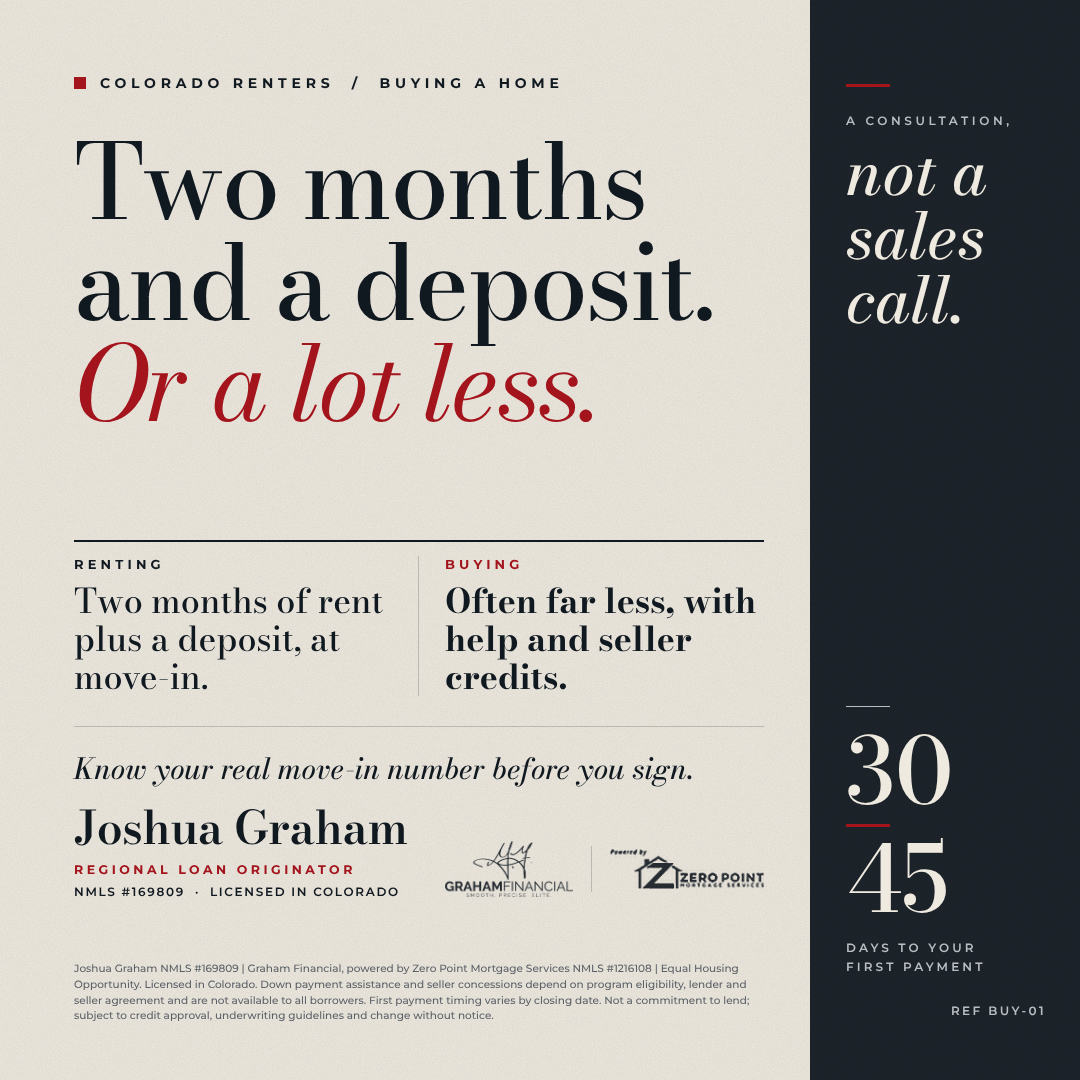 COLORADO RENTERS / BUYING A HOME
Two months
and a deposit.
Or a lot less.
RENTING
Two months of rent
plus a deposit, at
move-in.
BUYING
Often far less, with
help and seller
credits.
Know your real move-in number before you sign.
Joshua Graham
REGIONAL LOAN ORIGINATOR
NMLS #169809 · LICENSED IN COLORADO
GRAHAMFINANCIAL
SMOOTH. PRECISE. ELITE.
Powered by
ZERO POINT
MORTGAGE SERVICES
Joshua Graham NMLS #169809 | Graham Financial, powered by Zero Point Mortgage Services NMLS #1216108 | Equal Housing
Opportunity. Licensed in Colorado. Down payment assistance and seller concessions depend on program eligibility, lender and
seller agreement and are not available to all borrowers. First payment timing varies by closing date. Not a commitment to lend;
subject to credit approval, underwriting guidelines and change without notice.
A CONSULTATION,
not a
sales
call.
30
45
DAYS TO YOUR
FIRST PAYMENT
REF BUY-01